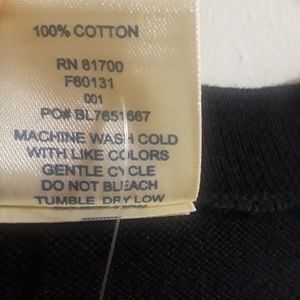 100% COTTON
RN 81700
F60131
001
PO# BL7651667
MACHINE WASH COLD
WITH LIKE COLORS
GENTLE CYCLE
DO NOT BLEACH
TUMBLE DRY LOW